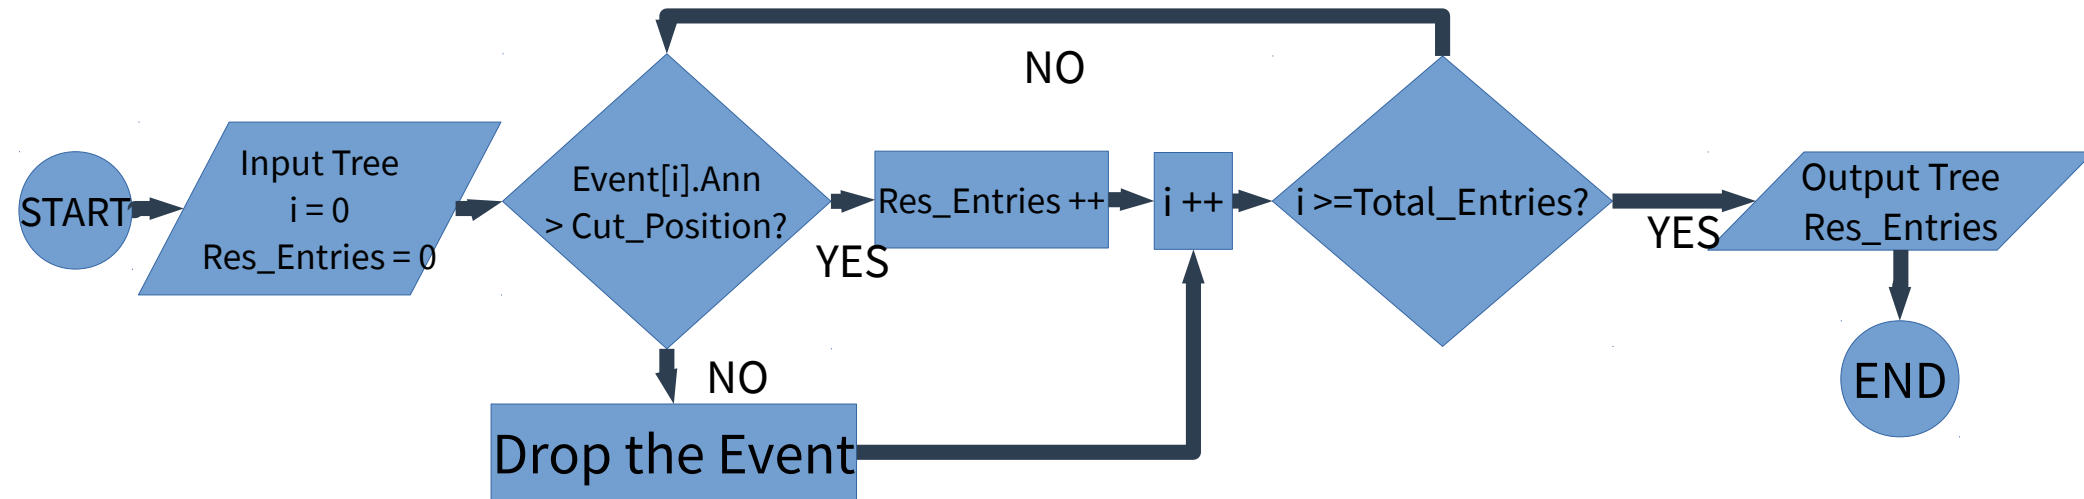 START
Input Tree
i = 0
Res_Entries = 0
Event[i].Ann
> Cut_Position?
YES
NO
Drop the Event
Res_Entries ++
i ++
NO
i >=Total_Entries?
YES
Output Tree
Res_Entries
END